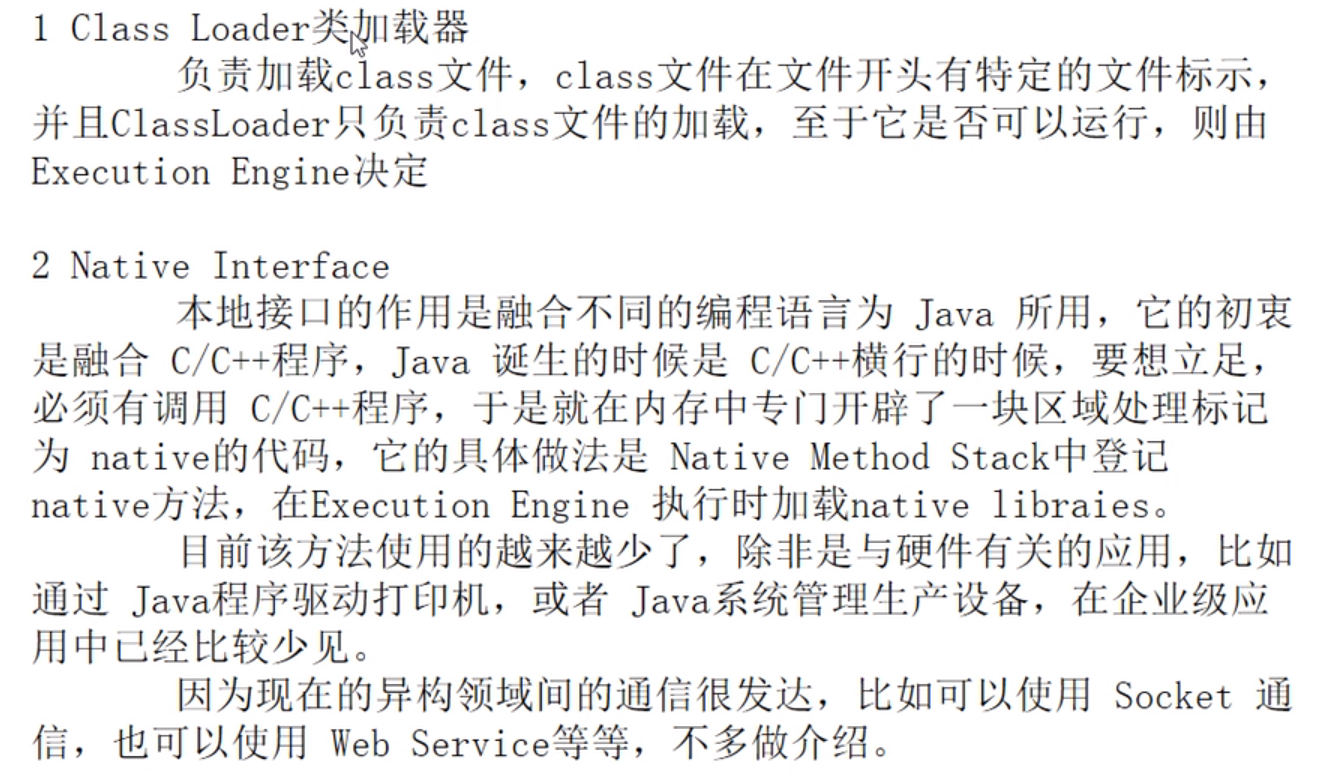 1 Class Loader类加载器
负责加载class文件，class文件在文件开头有特定的文件标示，
并且ClassLoader只负责class文件的加载，至于它是否可以运行，则由
Execution Engine决定
2 Native Interface
本地接口的作用是融合不同的编程语言为 Java 所用，它的初衷
是融合 C/C++程序，Java 诞生的时候是 C/C++横行的时候，要想立足，
必须有调用 C/C++程序，于是就在内存中专门开辟了一块区域处理标记
为 native的代码，它的具体做法是 Native Method Stack中登记
native方法，在Execution Engine 执行时加载native libraies。
目前该方法使用的越来越少了，除非是与硬件有关的应用，比如
通过 Java程序驱动打印机，或者 Java系统管理生产设备，在企业级应
用中已经比较少见。
因为现在的异构领域间的通信很发达，比如可以使用 Socket 通
信，也可以使用 Web Service等等，不多做介绍。